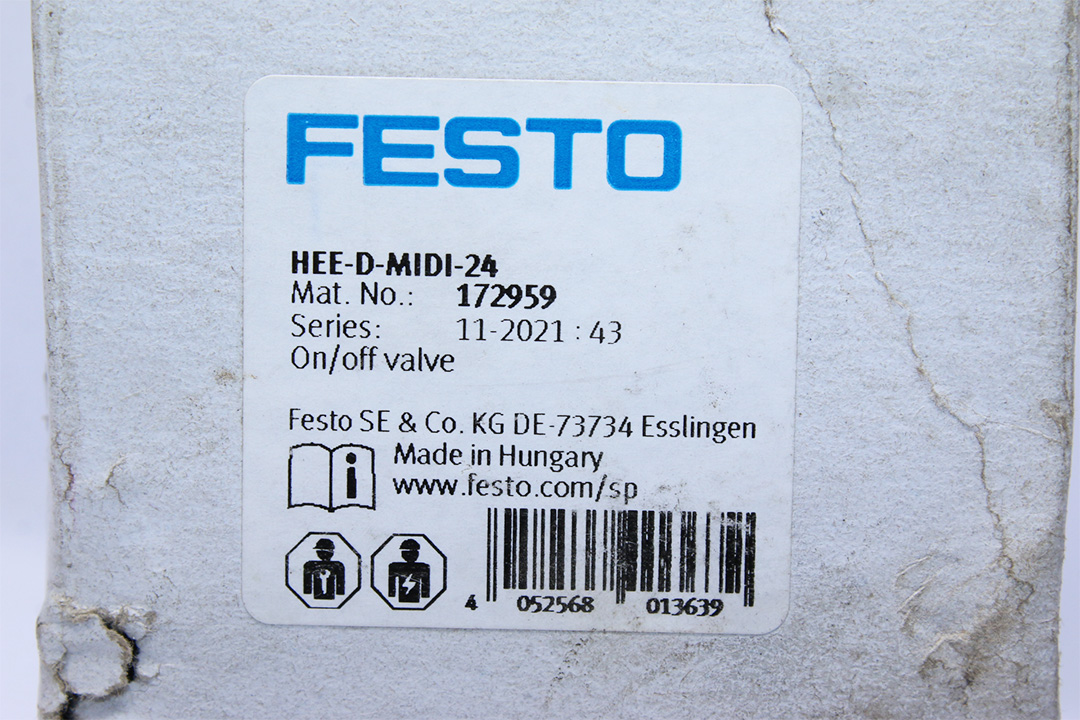 FESTO
HEE-D-MIDI-24
Mat. No.: 172959
Series: 11-2021 : 43
On/off valve
Festo SE & Co. KG DE-73734 Esslingen
Made in Hungary
www.festo.com/sp
4 052568 013639